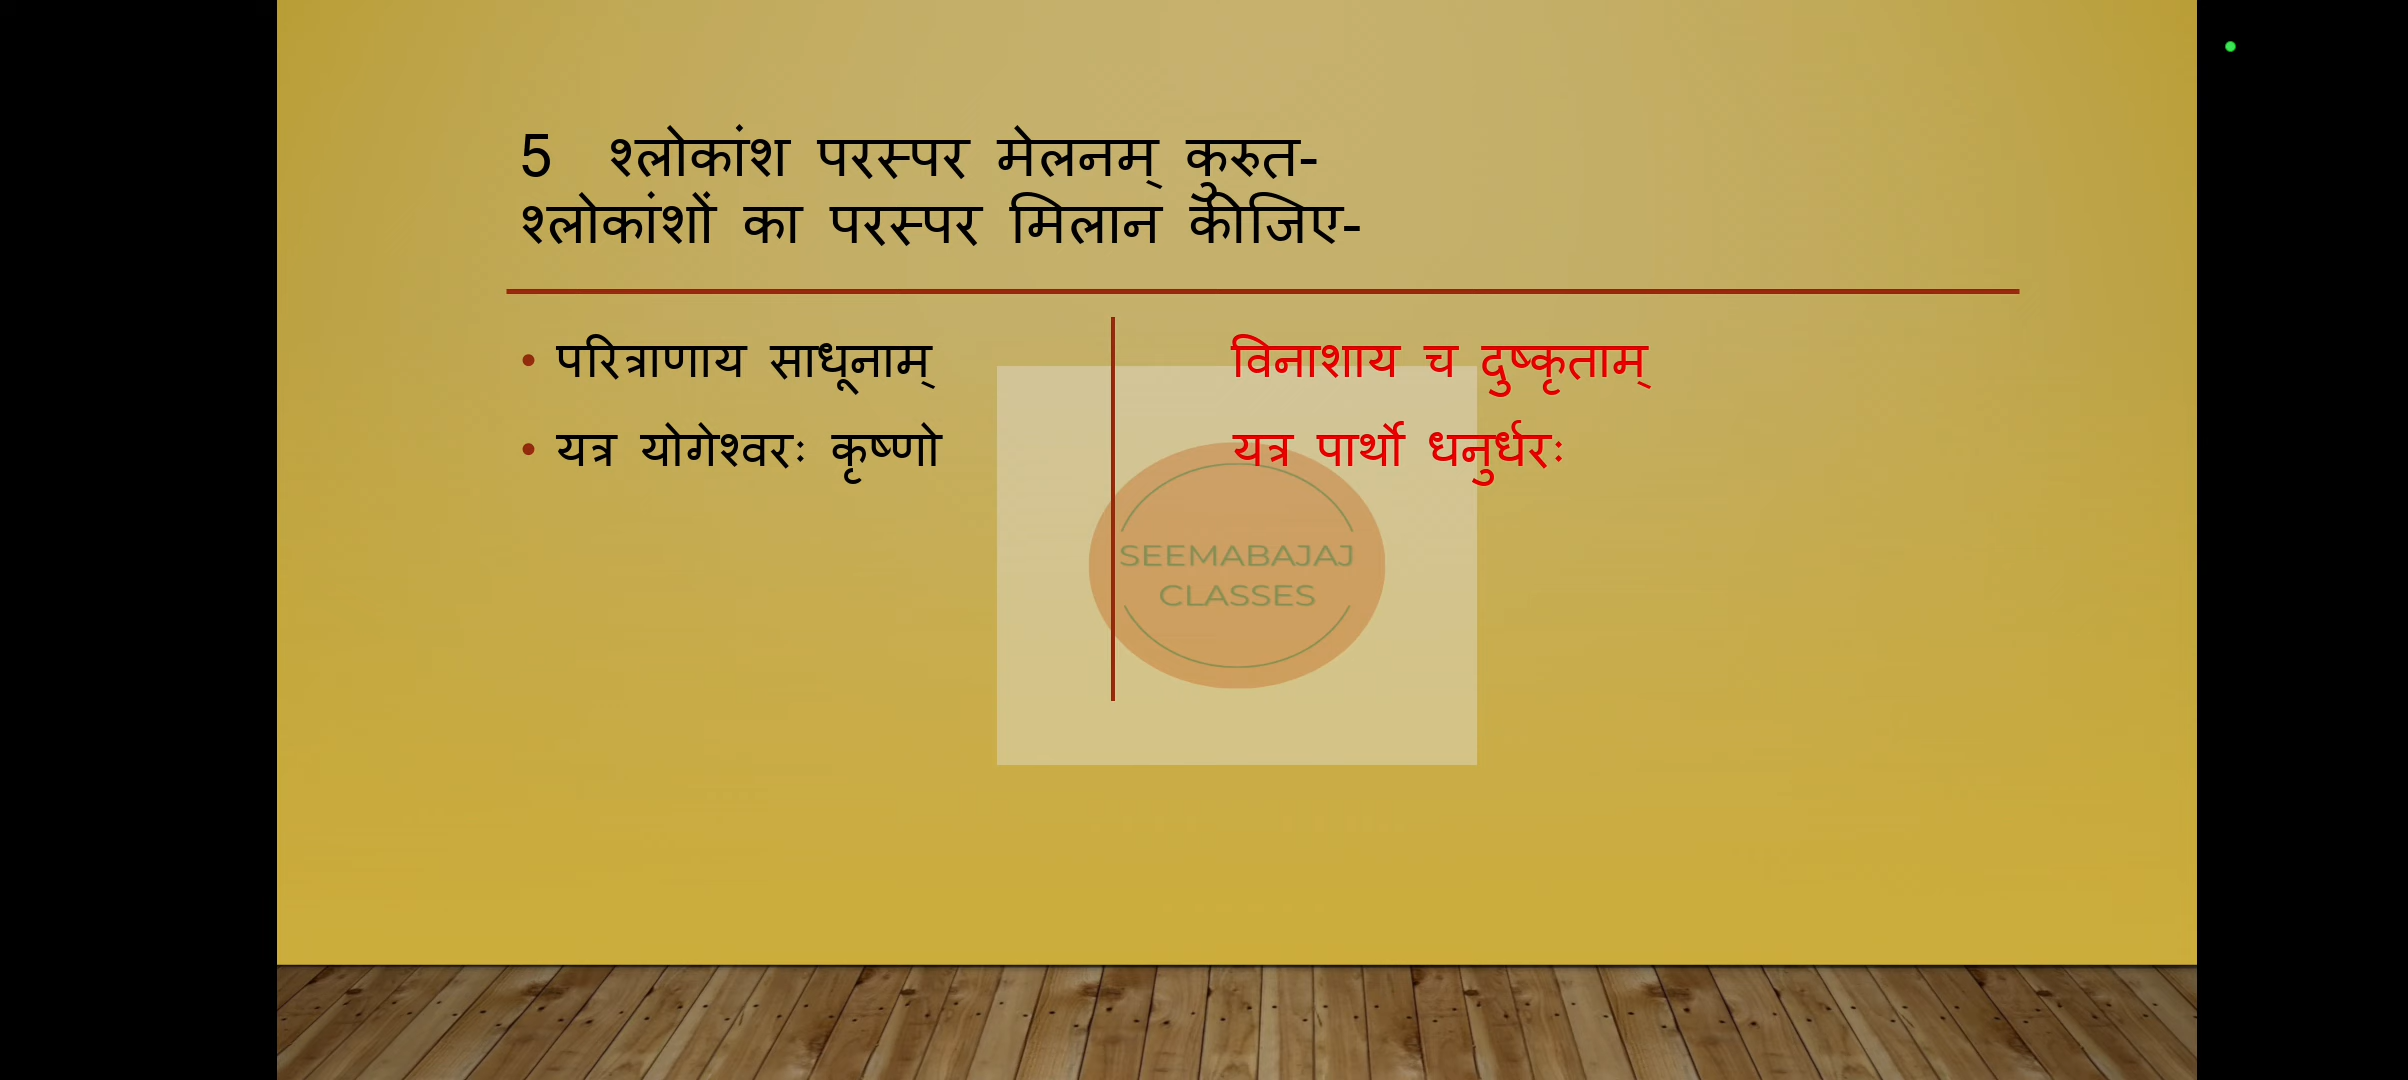 5 श्लोकांश परस्पर मेलनम् कुरुत-
श्लोकांशों का परस्पर मिलान कीजिए-
• परित्राणाय साधूनाम् विनाशाय च दुष्कृताम्
• यत्र योगेश्वरः कृष्णो यत्र पार्थो धनुर्धरः
SEEMABAJAJ
CLASSES